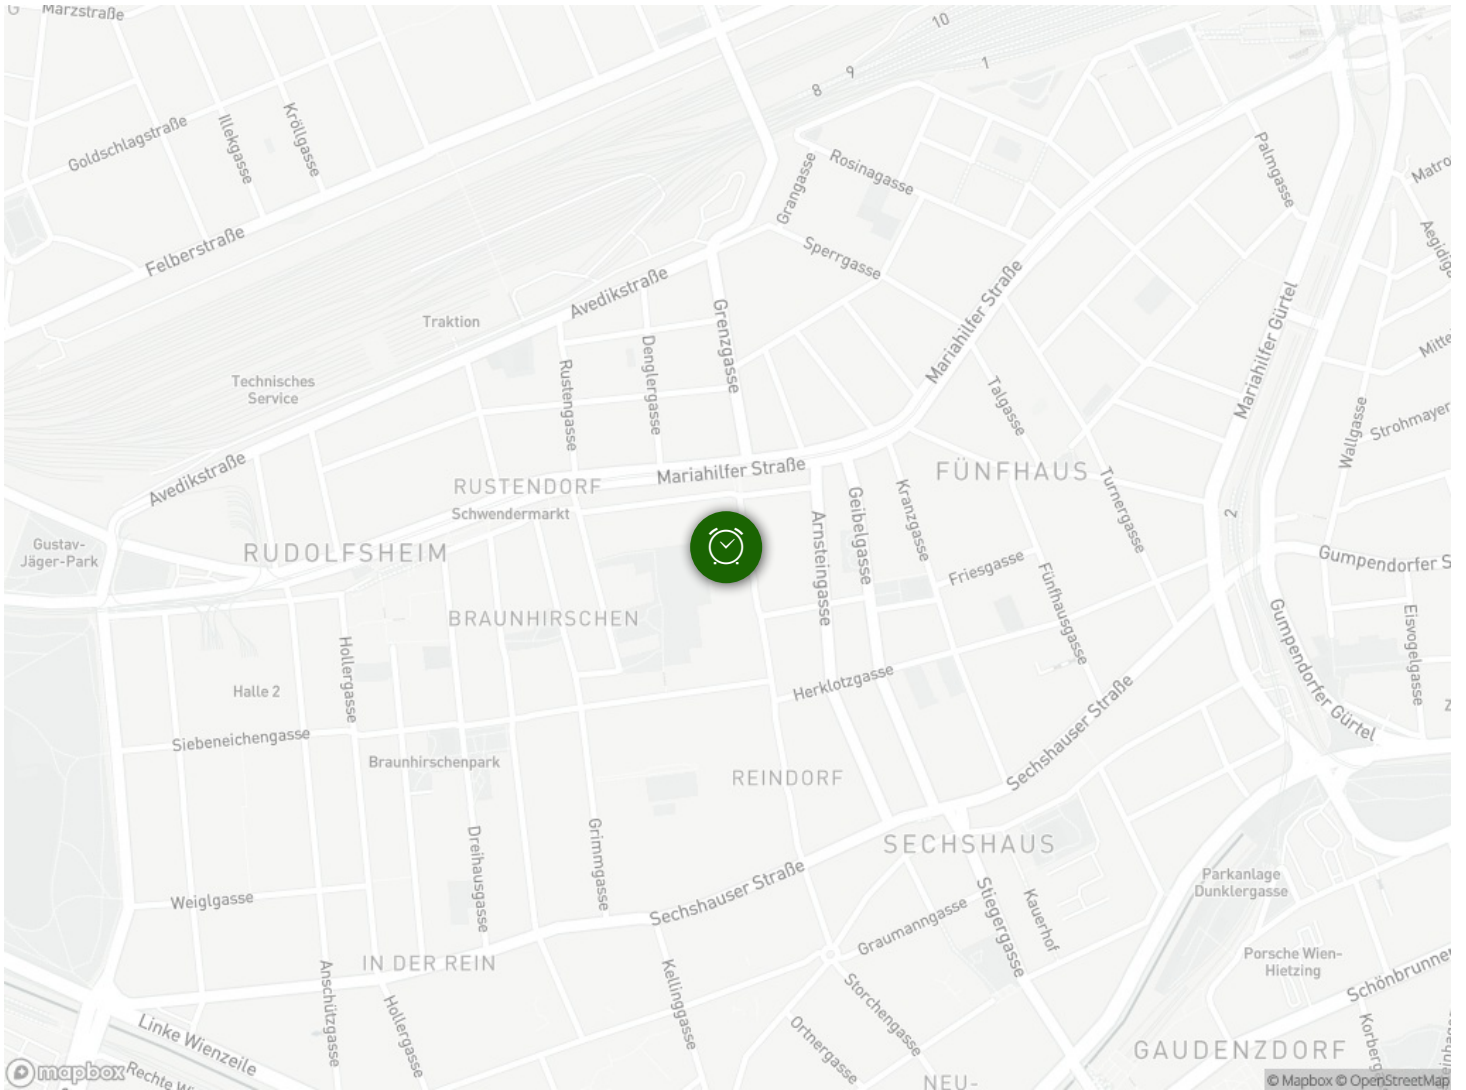 Märzstraße
10
9
8
1
Goldschlagstraße
Illekgasse
Kröllgasse
Rosinagasse
Palmgasse
Grangasse
Felberstraße
Sperrgasse
Avedikstraße
Mariahilfer Straße
Mariahilfer Gürtel
Traktion
Grenzgasse
Denglergasse
Rustengasse
Technisches
Service
Talgasse
Wallgasse
Avedikstraße
Mariahilfer Straße
FÜNFHAUS
RUSTENDORF
Schwendermarkt
Geibelgasse
Kranzgasse
Turnergasse
2
Arnsteingasse
Gustav-
Jäger-Park
RUDOLFSHEIM
Friesgasse
Gumpendorfer S
Fünfhausgasse
BRAUNHIRSCHEN
Eisvogelgasse
Hollergasse
Gumpendorfer Gürtel
Halle 2
Herklotzgasse
Sechshauser Straße
Siebeneichengasse
Braunhirschenpark
REINDORF
SECHSHAUS
Dreihausgasse
Grimmgasse
Sechshauser Straße
Parkanlage
Dunklergasse
Weiglgasse
Stiegergasse
Kauerhof
Graumanngasse
IN DER REIN
Porsche Wien-
Hietzing
Anschützgasse
Hollergasse
Kellinggasse
Storchengasse
Ortnergasse
Schönbrunner
Linke Wienzeile
GAUDENZDORF
mapbox
Rechte W
NEU-
© Mapbox © OpenStreetMap